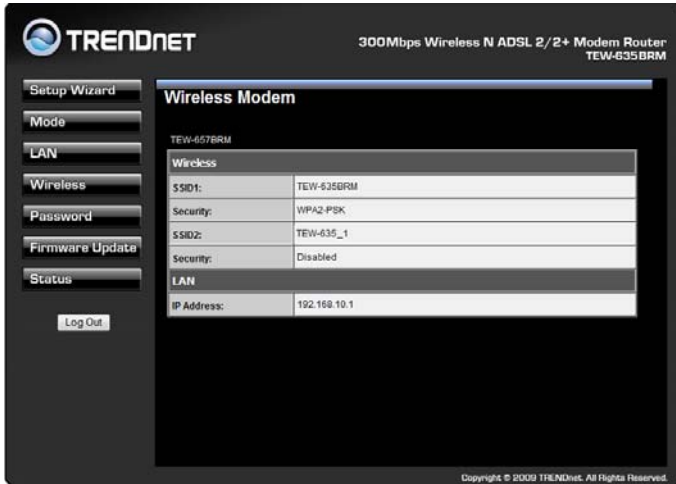 TRENDNET
300Mbps Wireless N ADSL 2/2+ Modem Router
TEW-635BRM
Setup Wizard
Mode
LAN
Wireless
Password
Firmware Update
Status
Log Out
Wireless Modem
TEW-657BRM
Wireless
SSID1: TEW-635BRM
Security: WPA2-PSK
SSID2: TEW-635_1
Security: Disabled
LAN
IP Address: 192.168.10.1
Copyright © 2009 TRENDnet. All Rights Reserved.